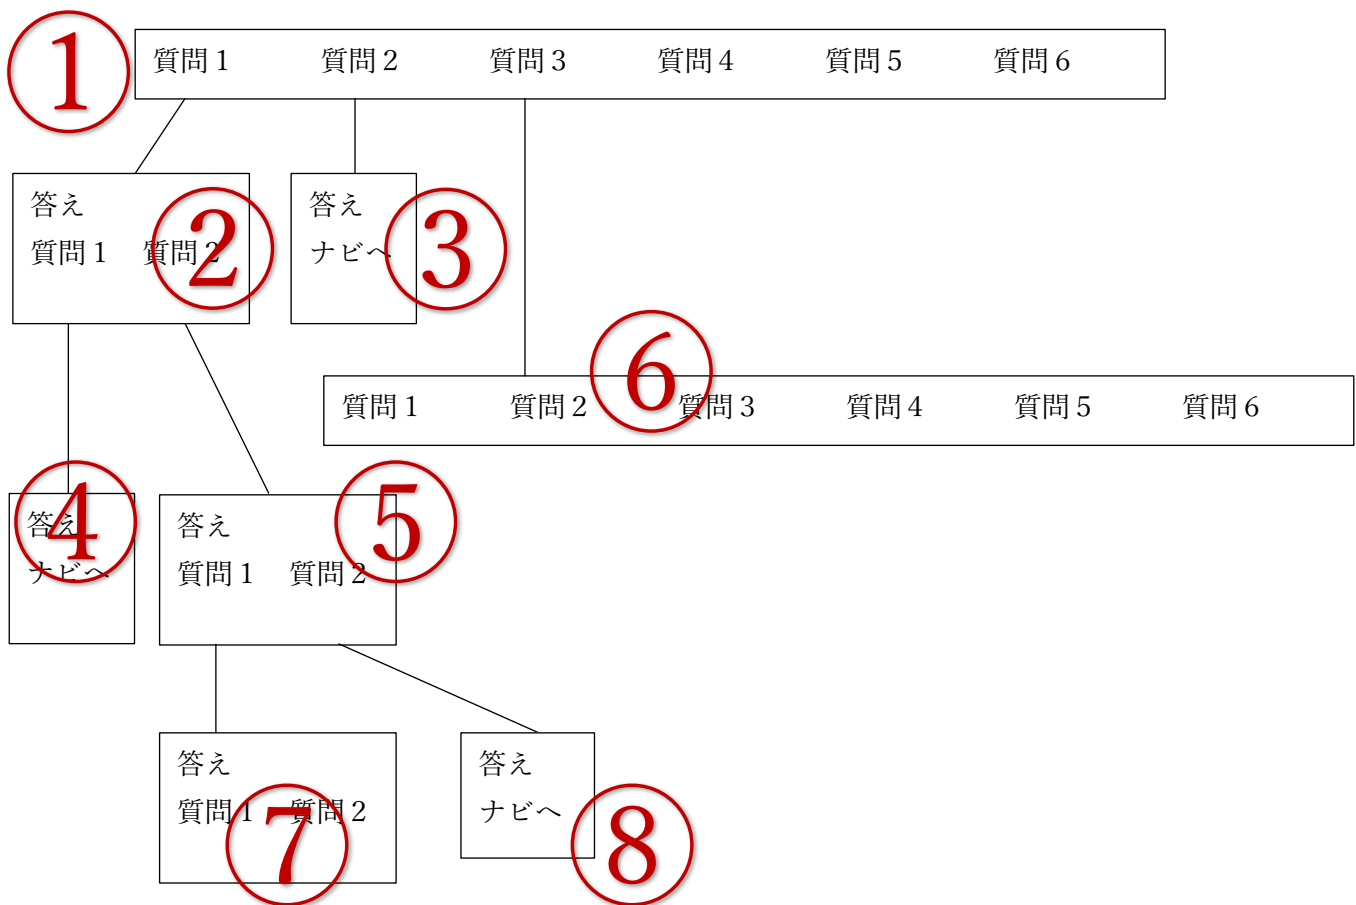 ①
質問１ 質問２ 質問３ 質問４ 質問５ 質問６
答え
質問１ 質問２
②
答え
ナビへ
③
⑥
質問１ 質問２ 質問３ 質問４ 質問５ 質問６
④
答え
ナビへ
⑤
答え
質問１ 質問２
答え
質問１ 質問２
⑦
答え
ナビへ
⑧